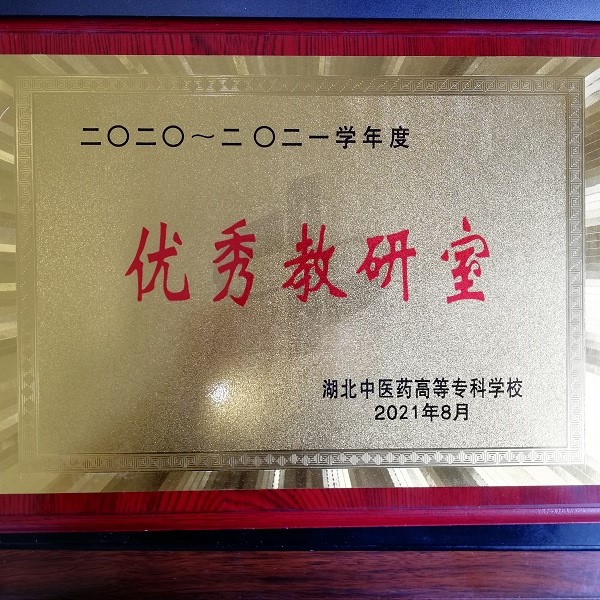 二〇二〇～二〇二一学年度
优秀教研室
湖北中医药高等专科学校
2021年8月